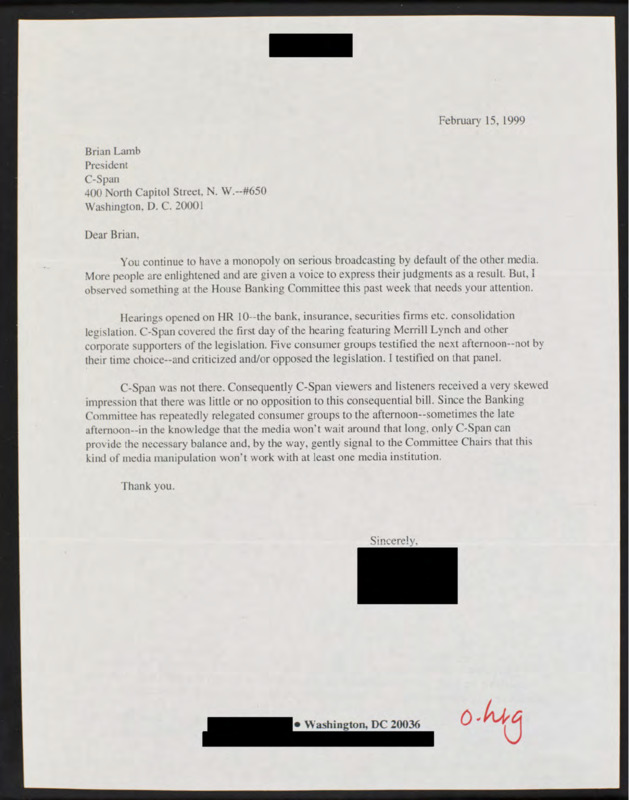 February 15, 1999
Brian Lamb
President
C-Span
400 North Capitol Street, N. W.--#650
Washington, D. C. 20001
Dear Brian,
You continue to have a monopoly on serious broadcasting by default of the other media.
More people are enlightened and are given a voice to express their judgments as a result. But, I
observed something at the House Banking Committee this past week that needs your attention.
Hearings opened on HR 10--the bank, insurance, securities firms etc. consolidation
legislation. C-Span covered the first day of the hearing featuring Merrill Lynch and other
corporate supporters of the legislation. Five consumer groups testified the next afternoon--not by
their time choice--and criticized and/or opposed the legislation. I testified on that panel.
C-Span was not there. Consequently C-Span viewers and listeners received a very skewed
impression that there was little or no opposition to this consequential bill. Since the Banking
Committee has repeatedly relegated consumer groups to the afternoon--sometimes the late
afternoon--in the knowledge that the media won't wait around that long, only C-Span can
provide the necessary balance and, by the way, gently signal to the Committee Chairs that this
kind of media manipulation won't work with at least one media institution.
Thank you.
Sincerely,
● Washington, DC 20036
o-hrg